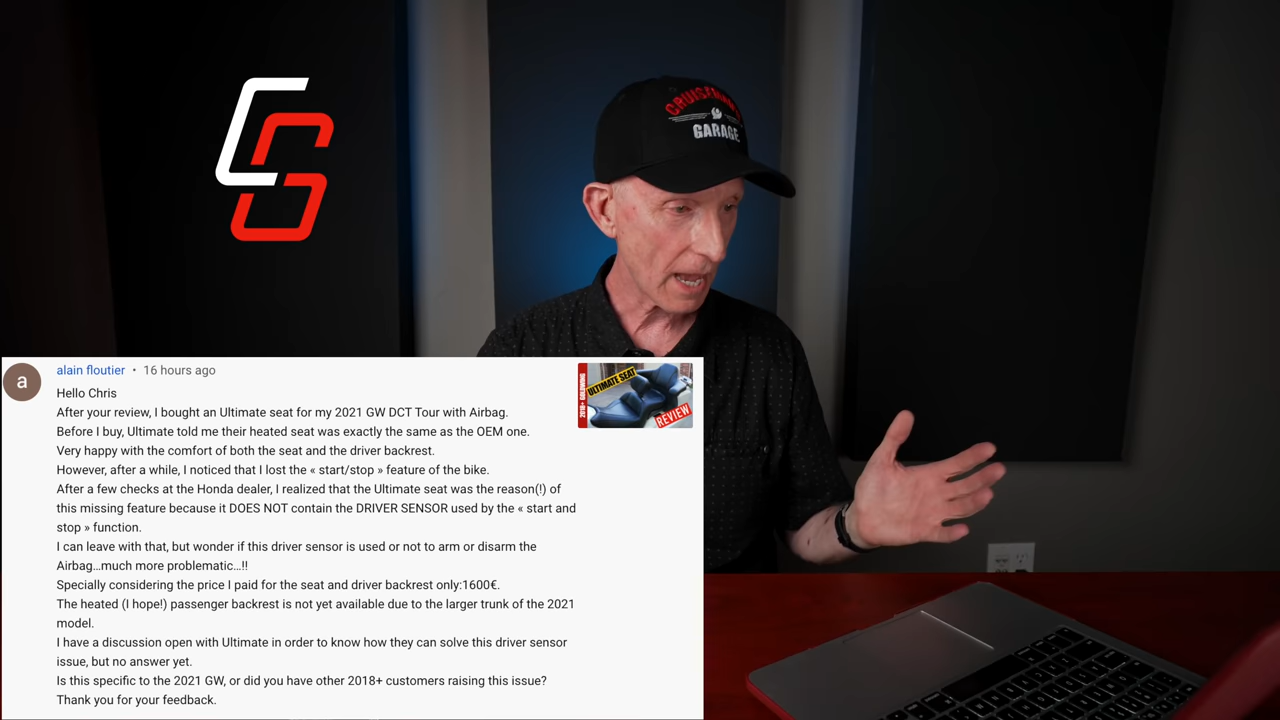 CRUISEMAN'S
GARAGE
a
alain floutier • 16 hours ago
Hello Chris
After your review, I bought an Ultimate seat for my 2021 GW DCT Tour with Airbag.
Before I buy, Ultimate told me their heated seat was exactly the same as the OEM one.
Very happy with the comfort of both the seat and the driver backrest.
However, after a while, I noticed that I lost the « start/stop » feature of the bike.
After a few checks at the Honda dealer, I realized that the Ultimate seat was the reason(!) of
this missing feature because it DOES NOT contain the DRIVER SENSOR used by the « start and
stop » function.
I can leave with that, but wonder if this driver sensor is used or not to arm or disarm the
Airbag…much more problematic…!!
Specially considering the price I paid for the seat and driver backrest only:1600€.
The heated (I hope!) passenger backrest is not yet available due to the larger trunk of the 2021
model.
I have a discussion open with Ultimate in order to know how they can solve this driver sensor
issue, but no answer yet.
Is this specific to the 2021 GW, or did you have other 2018+ customers raising this issue?
Thank you for your feedback.
2018+ GOLDWING
ULTIMATE SEAT
REVIEW